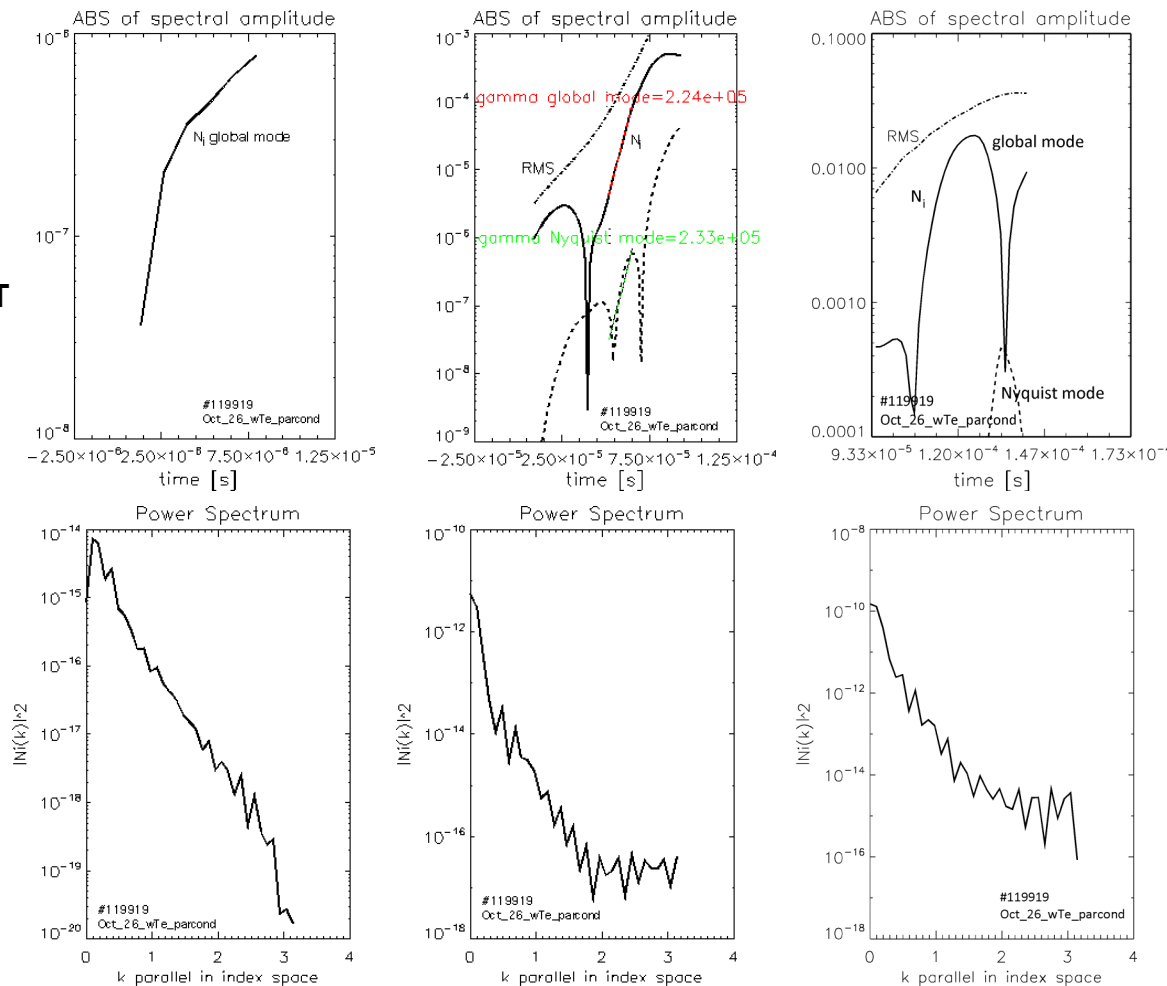 ABS of spectral amplitude
10⁻⁶
10⁻⁷
10⁻⁸
Nᵢ global mode
#119919
Oct_26_wTe_parcond
−2.50×10⁻⁶ 2.50×10⁻⁶ 7.50×10⁻⁶ 1.25×10⁻⁵
time [s]
T
ABS of spectral amplitude
10⁻³
10⁻⁴
10⁻⁵
10⁻⁶
10⁻⁷
10⁻⁸
10⁻⁹
gamma global mode=2.24e+05
Nᵢ
RMS
gamma Nyquist mode=2.33e+05
#119919
Oct_26_wTe_parcond
−2.50×10⁻⁵ 2.50×10⁻⁵ 7.50×10⁻⁵ 1.25×10⁻⁴
time [s]
ABS of spectral amplitude
0.1000
0.0100
0.0010
0.0001
RMS
global mode
Nᵢ
Nyquist mode
#119919
Oct_26_wTe_parcond
9.33×10⁻⁵ 1.20×10⁻⁴ 1.47×10⁻⁴
time [s]
Power Spectrum
10⁻¹⁴
10⁻¹⁵
10⁻¹⁶
10⁻¹⁷
10⁻¹⁸
10⁻¹⁹
10⁻²⁰
|Ni(k)|^2
#119919
Oct_26_wTe_parcond
0 1 2 3 4
k parallel in index space
Power Spectrum
10⁻¹⁰
10⁻¹²
10⁻¹⁴
10⁻¹⁶
10⁻¹⁸
|Ni(k)|^2
#119919
Oct_26_wTe_parcond
0 1 2 3 4
k parallel in index space
Power Spectrum
10⁻⁸
10⁻¹⁰
10⁻¹²
10⁻¹⁴
10⁻¹⁶
10⁻¹⁸
|Ni(k)|^2
#119919
Oct_26_wTe_parcond
0 1 2 3 4
k parallel in index space